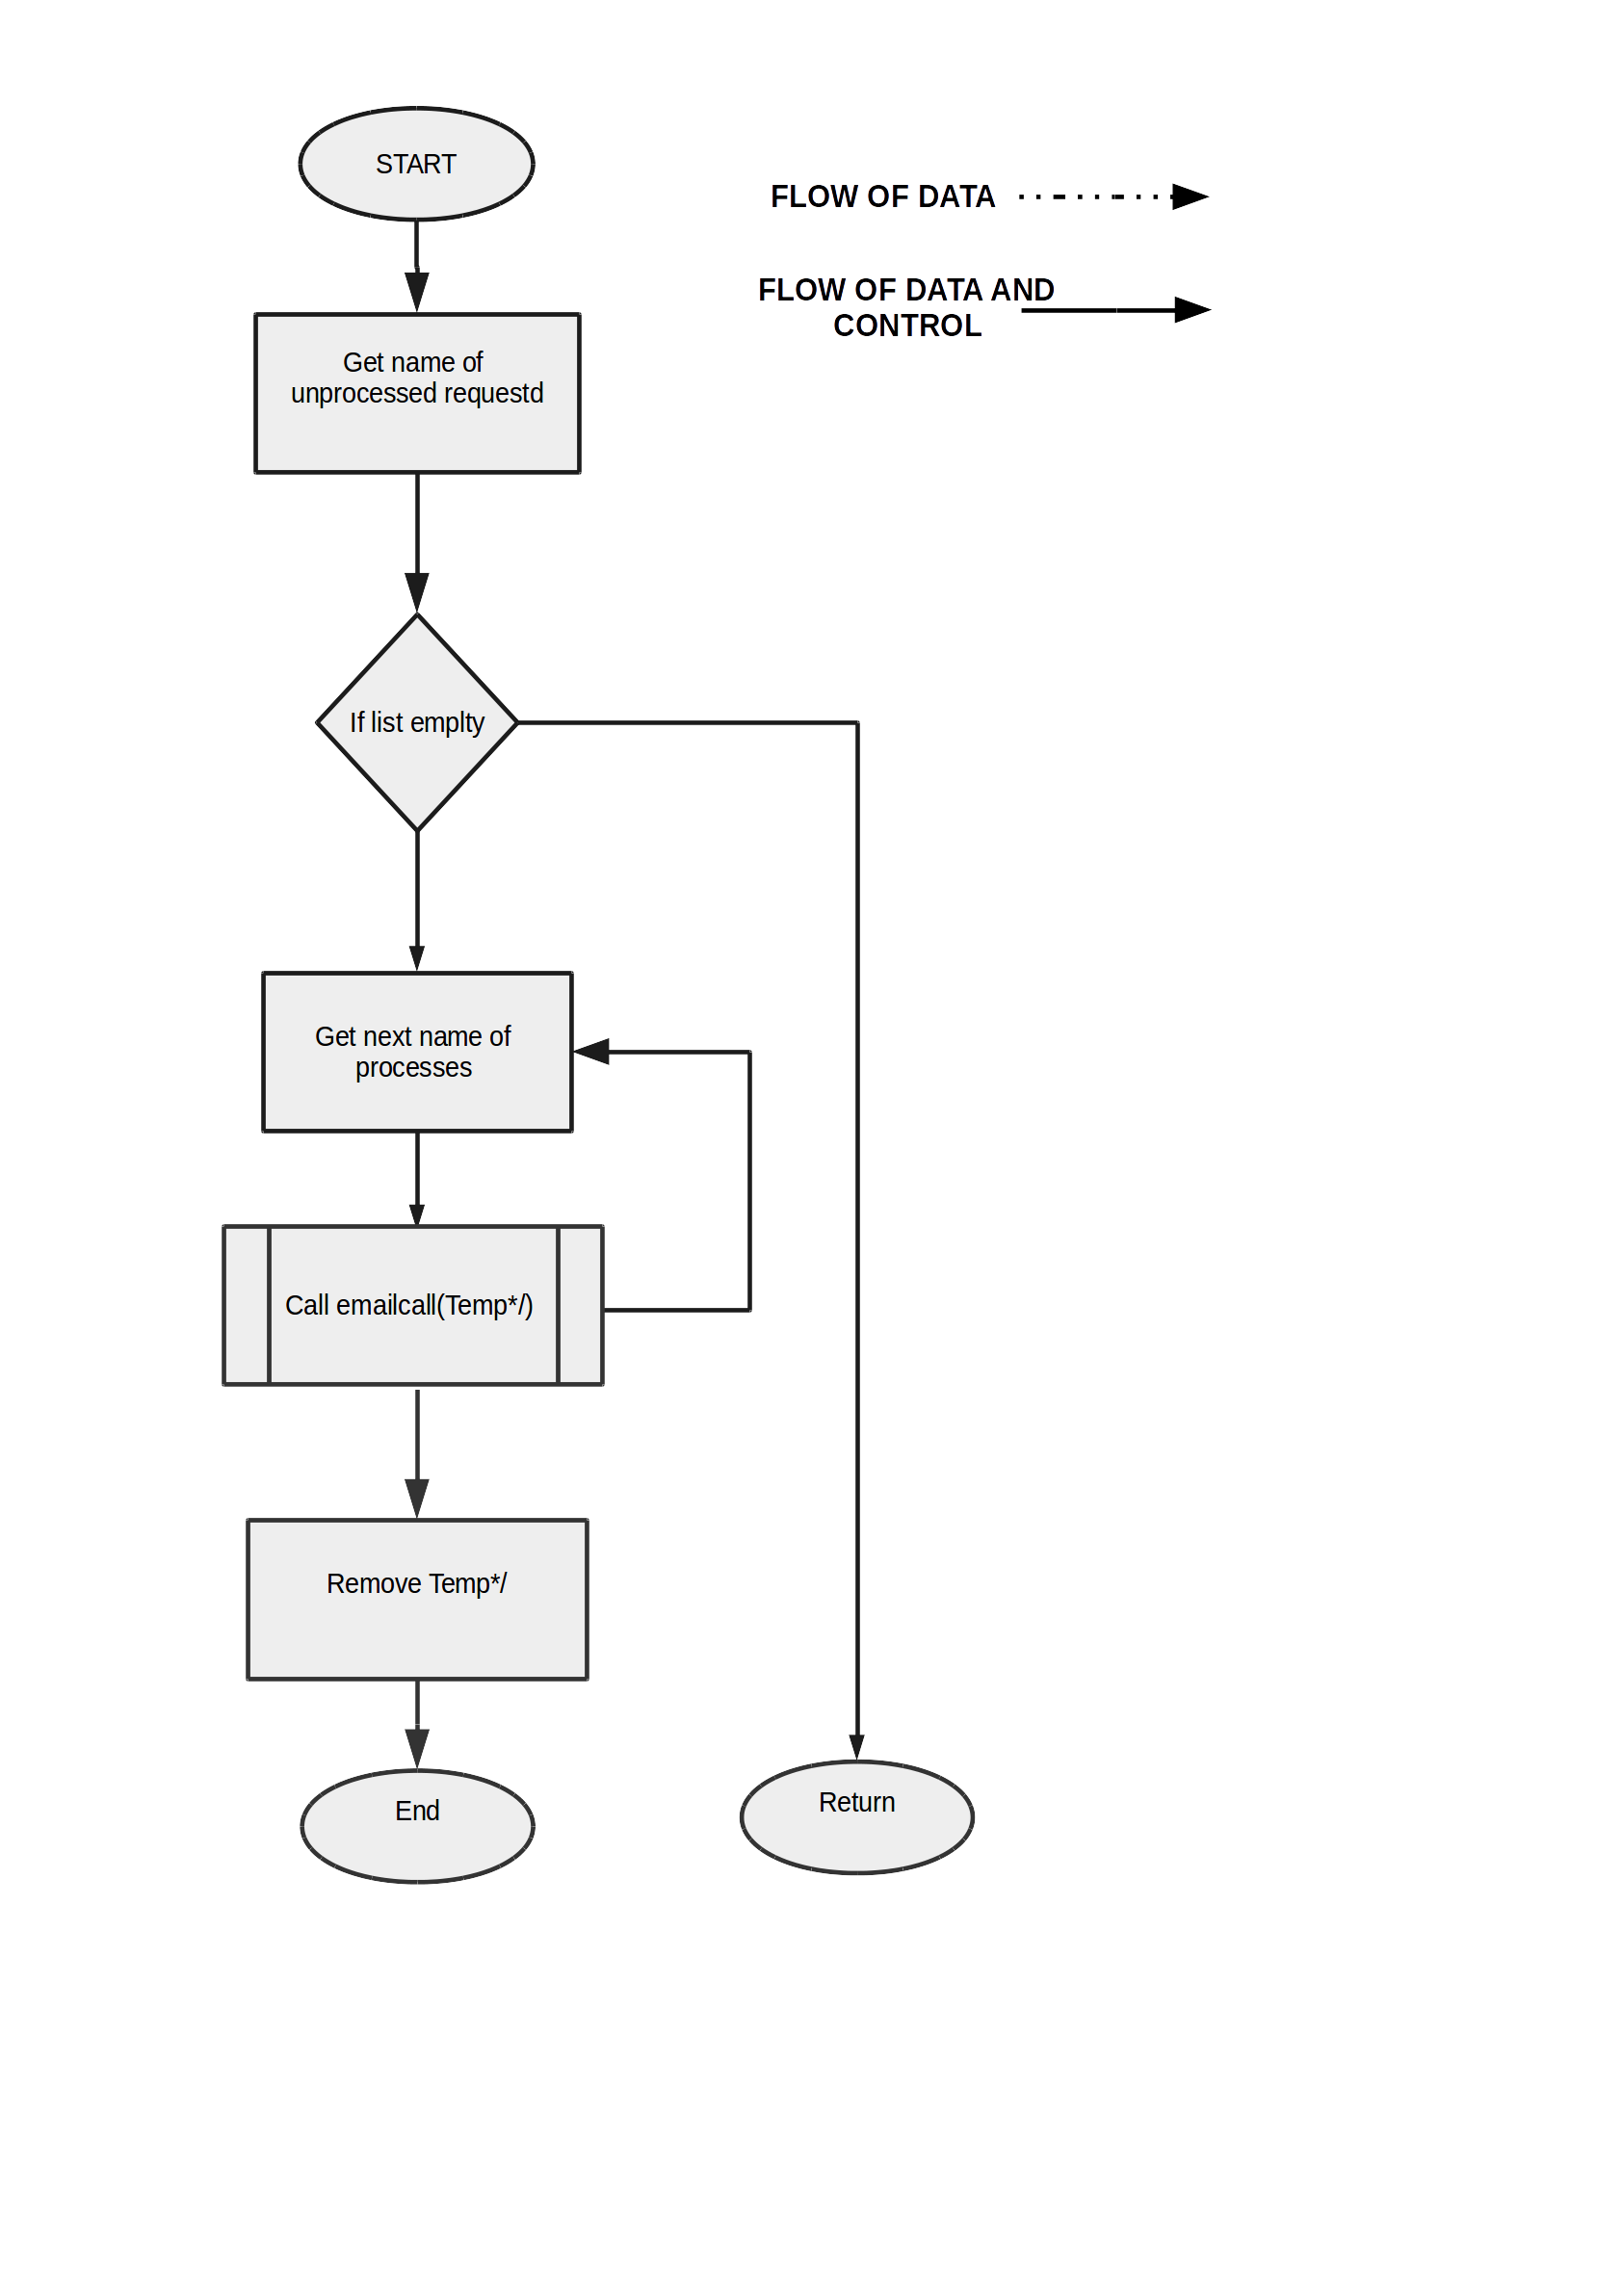 START
FLOW OF DATA
FLOW OF DATA AND
CONTROL
Get name of
unprocessed requestd
If list emplty
Get next name of
processes
Call emailcall(Temp*/)
Remove Temp*/
End
Return